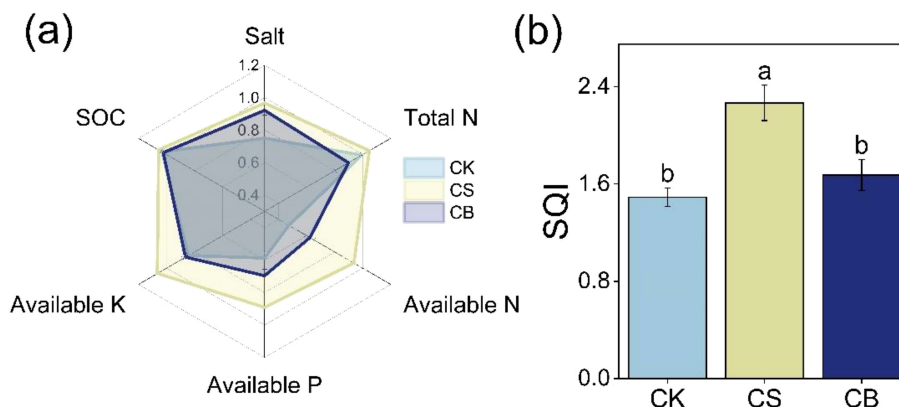 (a)
Salt
1.2
1.0
0.8
0.6
0.4
SOC
Total N
CK
CS
CB
Available K
Available N
Available P
(b)
SQI
2.4
1.6
0.8
0.0
b
a
b
CK
CS
CB